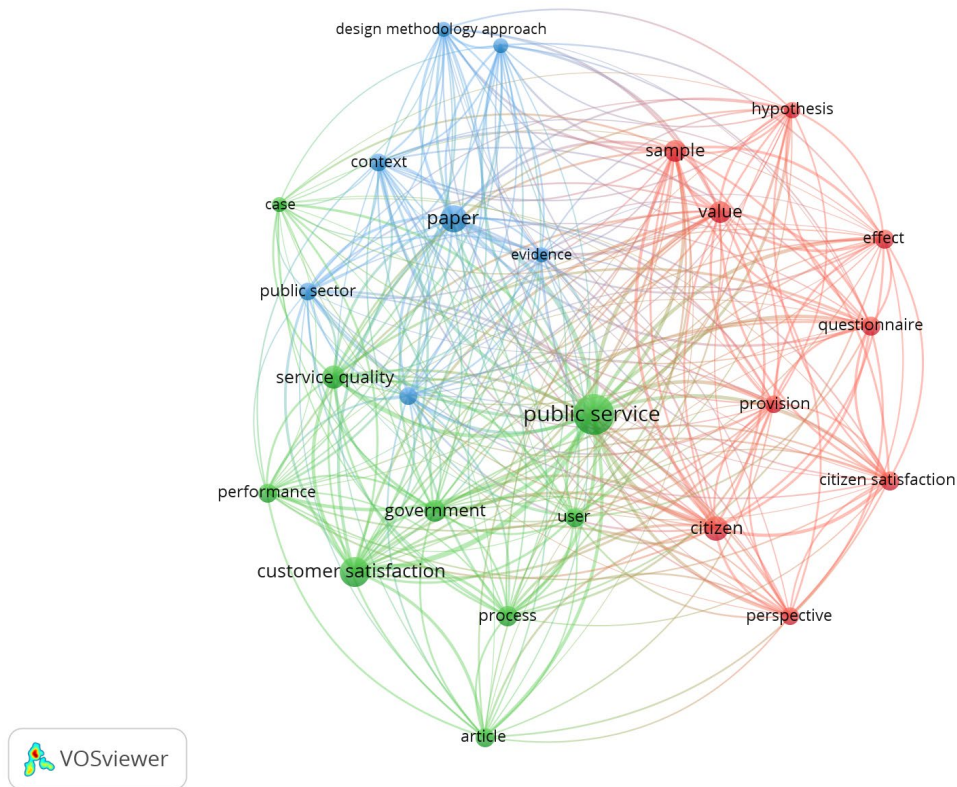 design methodology approach
hypothesis
sample
context
case
value
paper
effect
evidence
public sector
questionnaire
service quality
provision
public service
citizen satisfaction
performance
government
user
citizen
customer satisfaction
process
perspective
article
VOSviewer